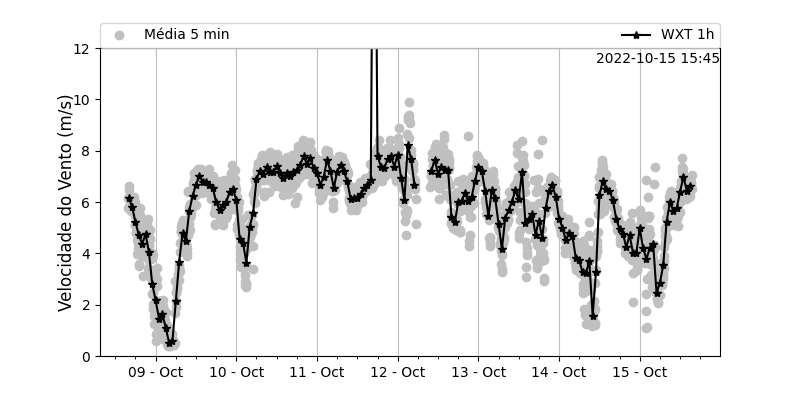 Média 5 min
WXT 1h
2022-10-15 15:45
Velocidade do Vento (m/s)
12
10
8
6
4
2
0
09 - Oct
10 - Oct
11 - Oct
12 - Oct
13 - Oct
14 - Oct
15 - Oct